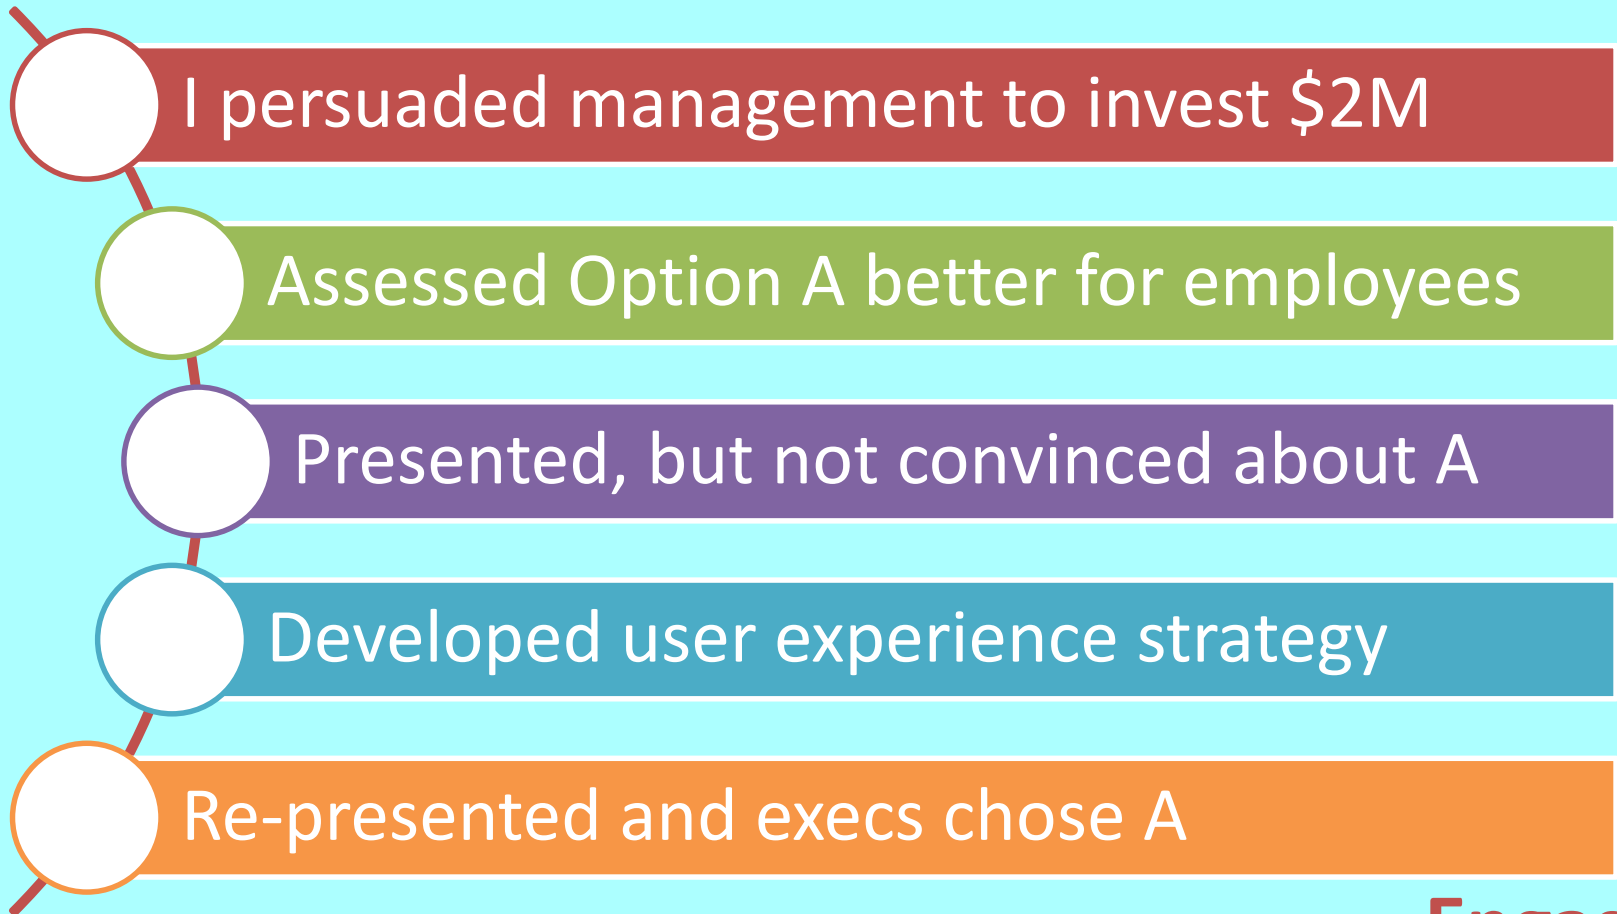 I persuaded management to invest $2M
Assessed Option A better for employees
Presented, but not convinced about A
Developed user experience strategy
Re-presented and execs chose A